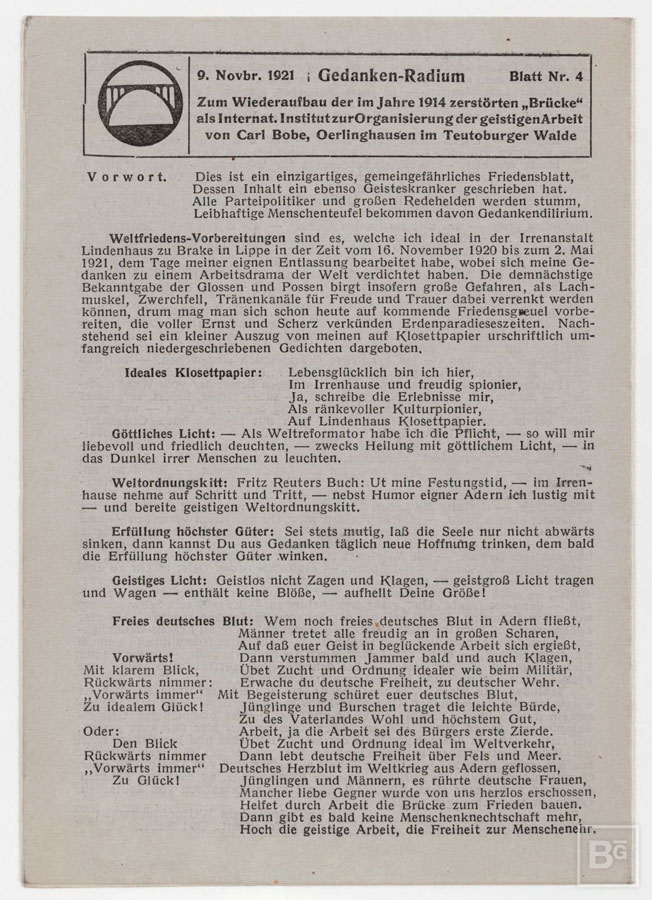 9. Novbr. 1921 ¡ Gedanken-Radium Blatt Nr. 4
Zum Wiederaufbau der im Jahre 1914 zerstörten „Brücke“
als Internat. Institut zur Organisierung der geistigen Arbeit
von Carl Bobe, Oerlinghausen im Teutoburger Walde
Vorwort. Dies ist ein einzigartiges, gemeingefährliches Friedensblatt,
Dessen Inhalt ein ebenso Geisteskranker geschrieben hat.
Alle Parteipolitiker und großen Redehelden werden stumm,
Leibhaftige Menschenteufel bekommen davon Gedankendilirium.
Weltfriedens-Vorbereitungen sind es, welche ich ideal in der Irrenanstalt
Lindenhaus zu Brake in Lippe in der Zeit vom 16. November 1920 bis zum 2. Mai
1921, dem Tage meiner eignen Entlassung bearbeitet habe, wobei sich meine Ge-
danken zu einem Arbeitsdrama der Welt verdichtet haben. Die demnächstige
Bekanntgabe der Glossen und Possen birgt insofern große Gefahren, als Lach-
muskel, Zwerchfell, Tränenkanäle für Freude und Trauer dabei verrenkt werden
können, drum mag man sich schon heute auf kommende Friedensgreuel vorbe-
reiten, die voller Ernst und Scherz verkünden Erdenparadieseszeiten. Nach-
stehend sei ein kleiner Auszug von meinen auf Klosettpapier urschriftlich um-
fangreich niedergeschriebenen Gedichten dargeboten.
Ideales Klosettpapier: Lebensglücklich bin ich hier,
Im Irrenhause und freudig spionier,
Ja, schreibe die Erlebnisse mir,
Als ränkevoller Kulturpionier,
Auf Lindenhaus Klosettpapier.
Göttliches Licht: — Als Weltreformator habe ich die Pflicht, — so will mir
liebevoll und friedlich deuchten, — zwecks Heilung mit göttlichem Licht, — in
das Dunkel irrer Menschen zu leuchten.
Weltordnungskitt: Fritz Reuters Buch: Ut mine Festungstid, — im Irren-
hause nehme auf Schritt und Tritt, — nebst Humor eigner Adern ich lustig mit
— und bereite geistigen Weltordnungskitt.
Erfüllung höchster Güter: Sei stets mutig, laß die Seele nur nicht abwärts
sinken, dann kannst Du aus Gedanken täglich neue Hoffnung trinken, dem bald
die Erfüllung höchster Güter winken.
Geistiges Licht: Geistlos nicht Zagen und Klagen, — geistgroß Licht tragen
und Wagen — enthält keine Blöße, — aufhellt Deine Größe!
Freies deutsches Blut: Wem noch freies deutsches Blut in Adern fließt,
Männer tretet alle freudig an in großen Scharen,
Auf daß euer Geist in beglückende Arbeit sich ergießt,
Vorwärts! Dann verstummen Jammer bald und auch Klagen,
Mit klarem Blick, Übet Zucht und Ordnung idealer wie beim Militär,
Rückwärts nimmer: Erwache du deutsche Freiheit, zu deutscher Wehr.
„Vorwärts immer“ Mit Begeisterung schüret euer deutsches Blut,
Zu idealem Glück! Jünglinge und Burschen traget die leichte Bürde,
Zu des Vaterlandes Wohl und höchstem Gut,
Oder: Arbeit, ja die Arbeit sei des Bürgers erste Zierde.
Den Blick Übet Zucht und Ordnung ideal im Weltverkehr,
Rückwärts nimmer Dann lebt deutsche Freiheit über Fels und Meer.
„Vorwärts immer“ Deutsches Herzblut im Weltkrieg aus Adern geflossen,
Zu Glück! Jünglingen und Männern, es rührte deutsche Frauen,
Mancher liebe Gegner wurde von uns herzlos erschossen,
Helfet durch Arbeit die Brücke zum Frieden bauen.
Dann gibt es bald keine Menschenknechtschaft mehr,
Hoch die geistige Arbeit, die Freiheit zur Menschenehr.
BG